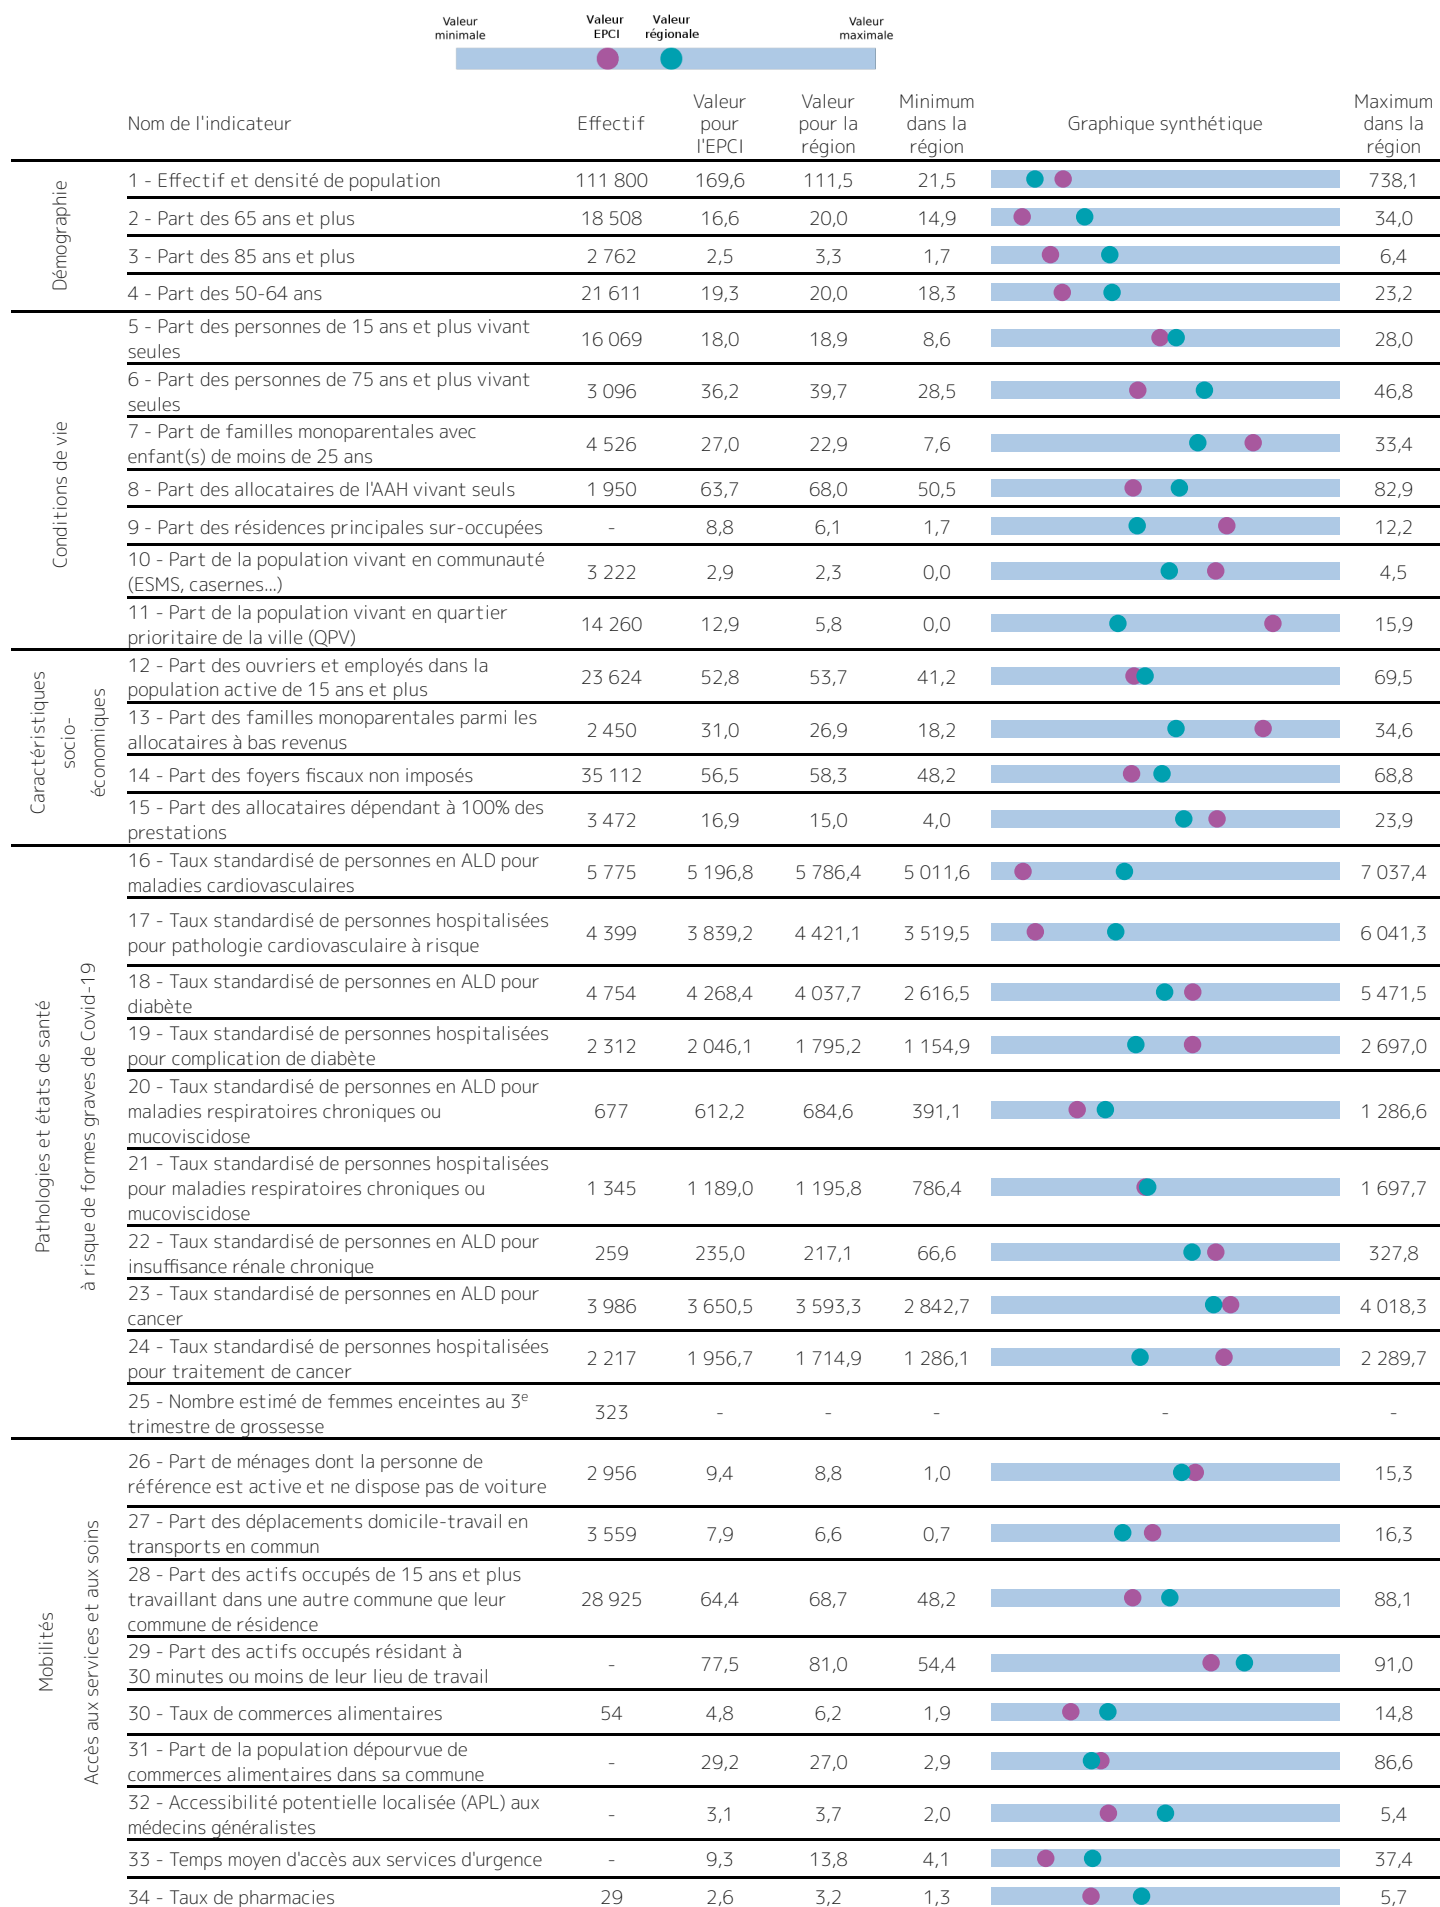 Valeur minimale
Valeur EPCI
Valeur régionale
Valeur maximale
Nom de l'indicateur
Effectif
Valeur pour l'EPCI
Valeur pour la région
Minimum dans la région
Graphique synthétique
Maximum dans la région
Démographie
1 - Effectif et densité de population 111 800 169,6 111,5 21,5 738,1
2 - Part des 65 ans et plus 18 508 16,6 20,0 14,9 34,0
3 - Part des 85 ans et plus 2 762 2,5 3,3 1,7 6,4
4 - Part des 50-64 ans 21 611 19,3 20,0 18,3 23,2
Conditions de vie
5 - Part des personnes de 15 ans et plus vivant
seules 16 069 18,0 18,9 8,6 28,0
6 - Part des personnes de 75 ans et plus vivant
seules 3 096 36,2 39,7 28,5 46,8
7 - Part de familles monoparentales avec
enfant(s) de moins de 25 ans 4 526 27,0 22,9 7,6 33,4
8 - Part des allocataires de l'AAH vivant seuls 1 950 63,7 68,0 50,5 82,9
9 - Part des résidences principales sur-occupées - 8,8 6,1 1,7 12,2
10 - Part de la population vivant en communauté
(ESMS, casernes...) 3 222 2,9 2,3 0,0 4,5
11 - Part de la population vivant en quartier
prioritaire de la ville (QPV) 14 260 12,9 5,8 0,0 15,9
Caractéristiques
socio-
économiques
12 - Part des ouvriers et employés dans la
population active de 15 ans et plus 23 624 52,8 53,7 41,2 69,5
13 - Part des familles monoparentales parmi les
allocataires à bas revenus 2 450 31,0 26,9 18,2 34,6
14 - Part des foyers fiscaux non imposés 35 112 56,5 58,3 48,2 68,8
15 - Part des allocataires dépendant à 100% des
prestations 3 472 16,9 15,0 4,0 23,9
Pathologies et états de santé
à risque de formes graves de Covid-19
16 - Taux standardisé de personnes en ALD pour
maladies cardiovasculaires 5 775 5 196,8 5 786,4 5 011,6 7 037,4
17 - Taux standardisé de personnes hospitalisées
pour pathologie cardiovasculaire à risque 4 399 3 839,2 4 421,1 3 519,5 6 041,3
18 - Taux standardisé de personnes en ALD pour
diabète 4 754 4 268,4 4 037,7 2 616,5 5 471,5
19 - Taux standardisé de personnes hospitalisées
pour complication de diabète 2 312 2 046,1 1 795,2 1 154,9 2 697,0
20 - Taux standardisé de personnes en ALD pour
maladies respiratoires chroniques ou 677 612,2 684,6 391,1 1 286,6
mucoviscidose
21 - Taux standardisé de personnes hospitalisées
pour maladies respiratoires chroniques ou 1 345 1 189,0 1 195,8 786,4 1 697,7
mucoviscidose
22 - Taux standardisé de personnes en ALD pour
insuffisance rénale chronique 259 235,0 217,1 66,6 327,8
23 - Taux standardisé de personnes en ALD pour
cancer 3 986 3 650,5 3 593,3 2 842,7 4 018,3
24 - Taux standardisé de personnes hospitalisées
pour traitement de cancer 2 217 1 956,7 1 714,9 1 286,1 2 289,7
25 - Nombre estimé de femmes enceintes au 3e
trimestre de grossesse 323 - - - - -
Mobilités
Accès aux services et aux soins
26 - Part de ménages dont la personne de
référence est active et ne dispose pas de voiture 2 956 9,4 8,8 1,0 15,3
27 - Part des déplacements domicile-travail en
transports en commun 3 559 7,9 6,6 0,7 16,3
28 - Part des actifs occupés de 15 ans et plus
travaillant dans une autre commune que leur 28 925 64,4 68,7 48,2 88,1
commune de résidence
29 - Part des actifs occupés résidant à
30 minutes ou moins de leur lieu de travail - 77,5 81,0 54,4 91,0
30 - Taux de commerces alimentaires 54 4,8 6,2 1,9 14,8
31 - Part de la population dépourvue de
commerces alimentaires dans sa commune - 29,2 27,0 2,9 86,6
32 - Accessibilité potentielle localisée (APL) aux
médecins généralistes - 3,1 3,7 2,0 5,4
33 - Temps moyen d'accès aux services d'urgence - 9,3 13,8 4,1 37,4
34 - Taux de pharmacies 29 2,6 3,2 1,3 5,7